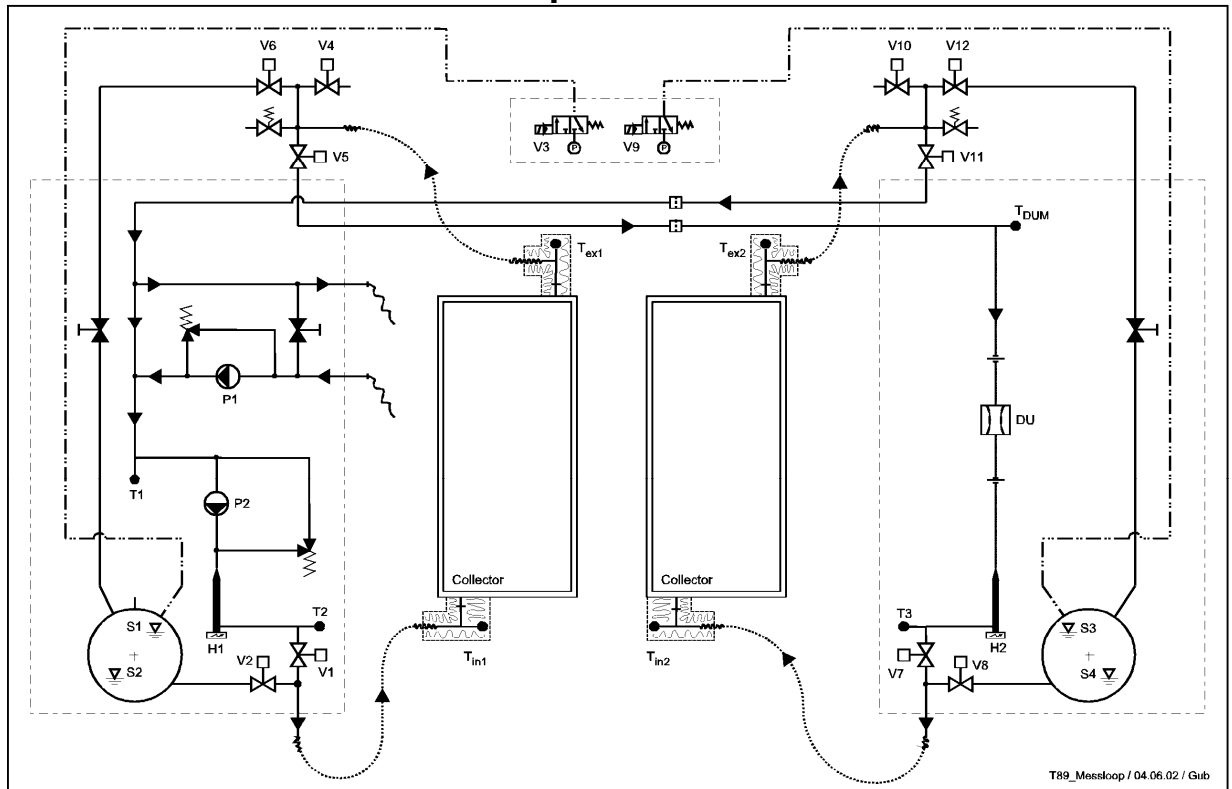 V6
V4
V10
V12
V3
P
V9
P
V5
V11
T_DUM
T_ex1
T_ex2
P1
DU
T1
P2
Collector
Collector
S1
T2
T3
S3
H1
H2
S2
V2
V1
T_in1
T_in2
V7
V8
S4
T89_Messloop / 04.06.02 / Gub